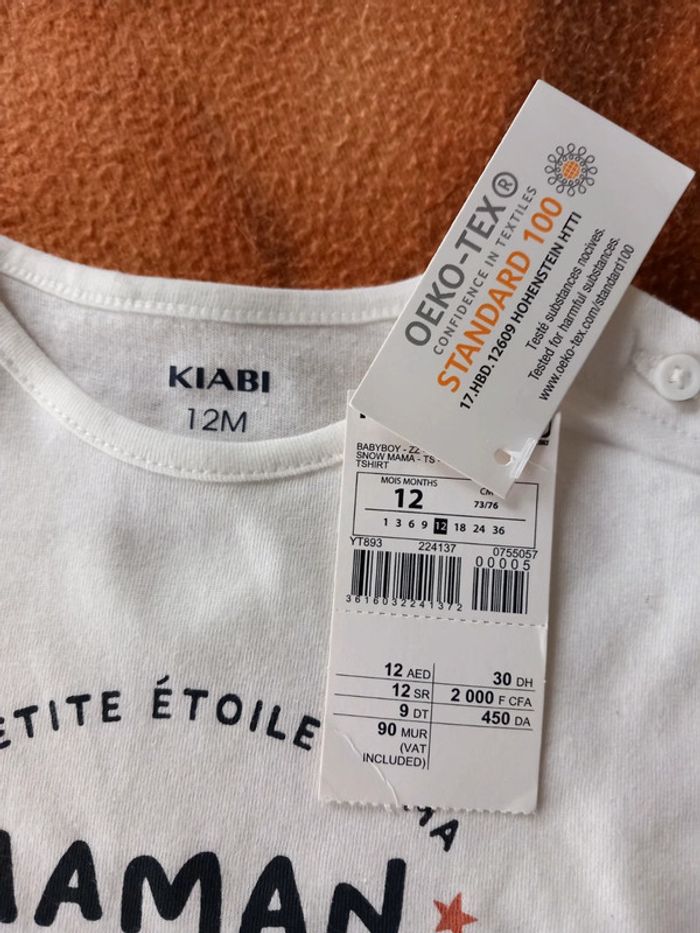 OEKO-TEX®
CONFIDENCE IN TEXTILES
STANDARD 100
17.HBD.12609 HOHENSTEIN HTTI
Testé substances nocives.
Tested for harmful substances.
www.oeko-tex.com/standard100
KIABI
12M
BABYBOY -
SNOW MAMA - TS
TSHIRT
MOIS MONTHS
12
CM
73/76
1 3 6 9 12 18 24 36
YT893 224137 0755057
00005
3616032241372
12 AED 30 DH
12 SR 2 000 F CFA
9 DT 450 DA
90 MUR
(VAT
INCLUDED)
ETITE ÉTOILE MA
MAMAN